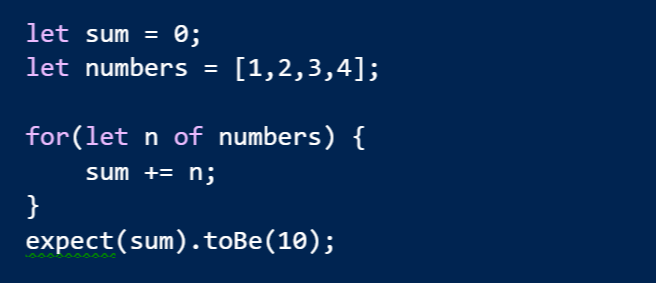 let sum = 0;
let numbers = [1,2,3,4];
for(let n of numbers) {
    sum += n;
}
expect(sum).toBe(10);